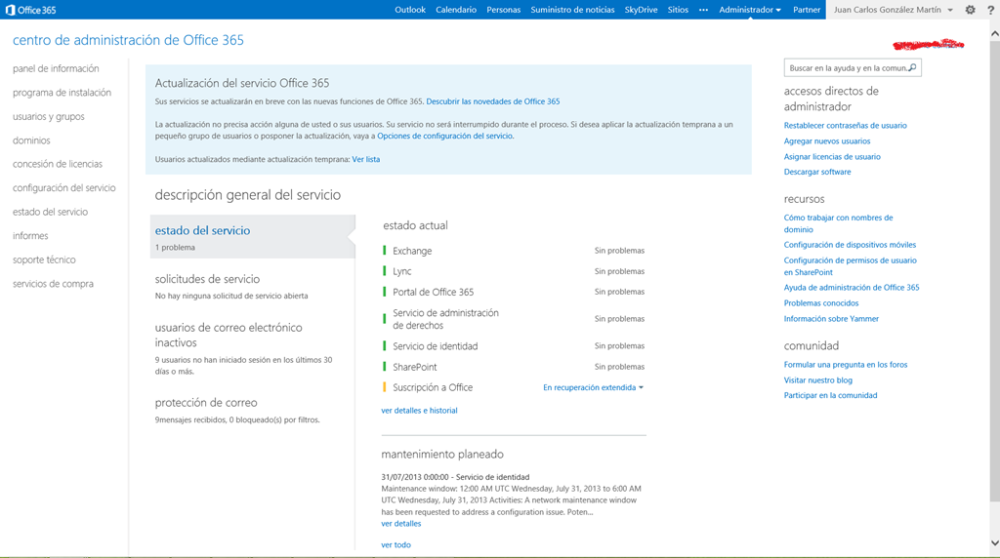 Office 365
Outlook Calendario Personas Suministro de noticias SkyDrive Sitios ••• Administrador Partner Juan Carlos González Martín ?
centro de administración de Office 365
panel de información
programa de instalación
usuarios y grupos
dominios
concesión de licencias
configuración del servicio
estado del servicio
informes
soporte técnico
servicios de compra
Actualización del servicio Office 365
Sus servicios se actualizarán en breve con las nuevas funciones de Office 365. Descubrir las novedades de Office 365
La actualización no precisa acción alguna de usted o sus usuarios. Su servicio no será interrumpido durante el proceso. Si desea aplicar la actualización temprana a un
pequeño grupo de usuarios o posponer la actualización, vaya a Opciones de configuración del servicio.
Usuarios actualizados mediante actualización temprana: Ver lista
descripción general del servicio
estado del servicio
1 problema
solicitudes de servicio
No hay ninguna solicitud de servicio abierta
usuarios de correo electrónico
inactivos
9 usuarios no han iniciado sesión en los últimos 30
días o más.
protección de correo
9mensajes recibidos, 0 bloqueado(s) por filtros.
estado actual
Exchange Sin problemas
Lync Sin problemas
Portal de Office 365 Sin problemas
Servicio de administración
de derechos Sin problemas
Servicio de identidad Sin problemas
SharePoint Sin problemas
Suscripción a Office En recuperación extendida
ver detalles e historial
mantenimiento planeado
31/07/2013 0:00:00 - Servicio de identidad
Maintenance window: 12:00 AM UTC Wednesday, July 31, 2013 to 6:00 AM
UTC Wednesday, July 31, 2013 Activities: A network maintenance window
has been requested to address a configuration issue. Poten...
ver detalles
ver todo
Buscar en la ayuda y en la comun.
accesos directos de
administrador
Restablecer contraseñas de usuario
Agregar nuevos usuarios
Asignar licencias de usuario
Descargar software
recursos
Cómo trabajar con nombres de
dominio
Configuración de dispositivos móviles
Configuración de permisos de usuario
en SharePoint
Ayuda de administración de Office 365
Problemas conocidos
Información sobre Yammer
comunidad
Formular una pregunta en los foros
Visitar nuestro blog
Participar en la comunidad